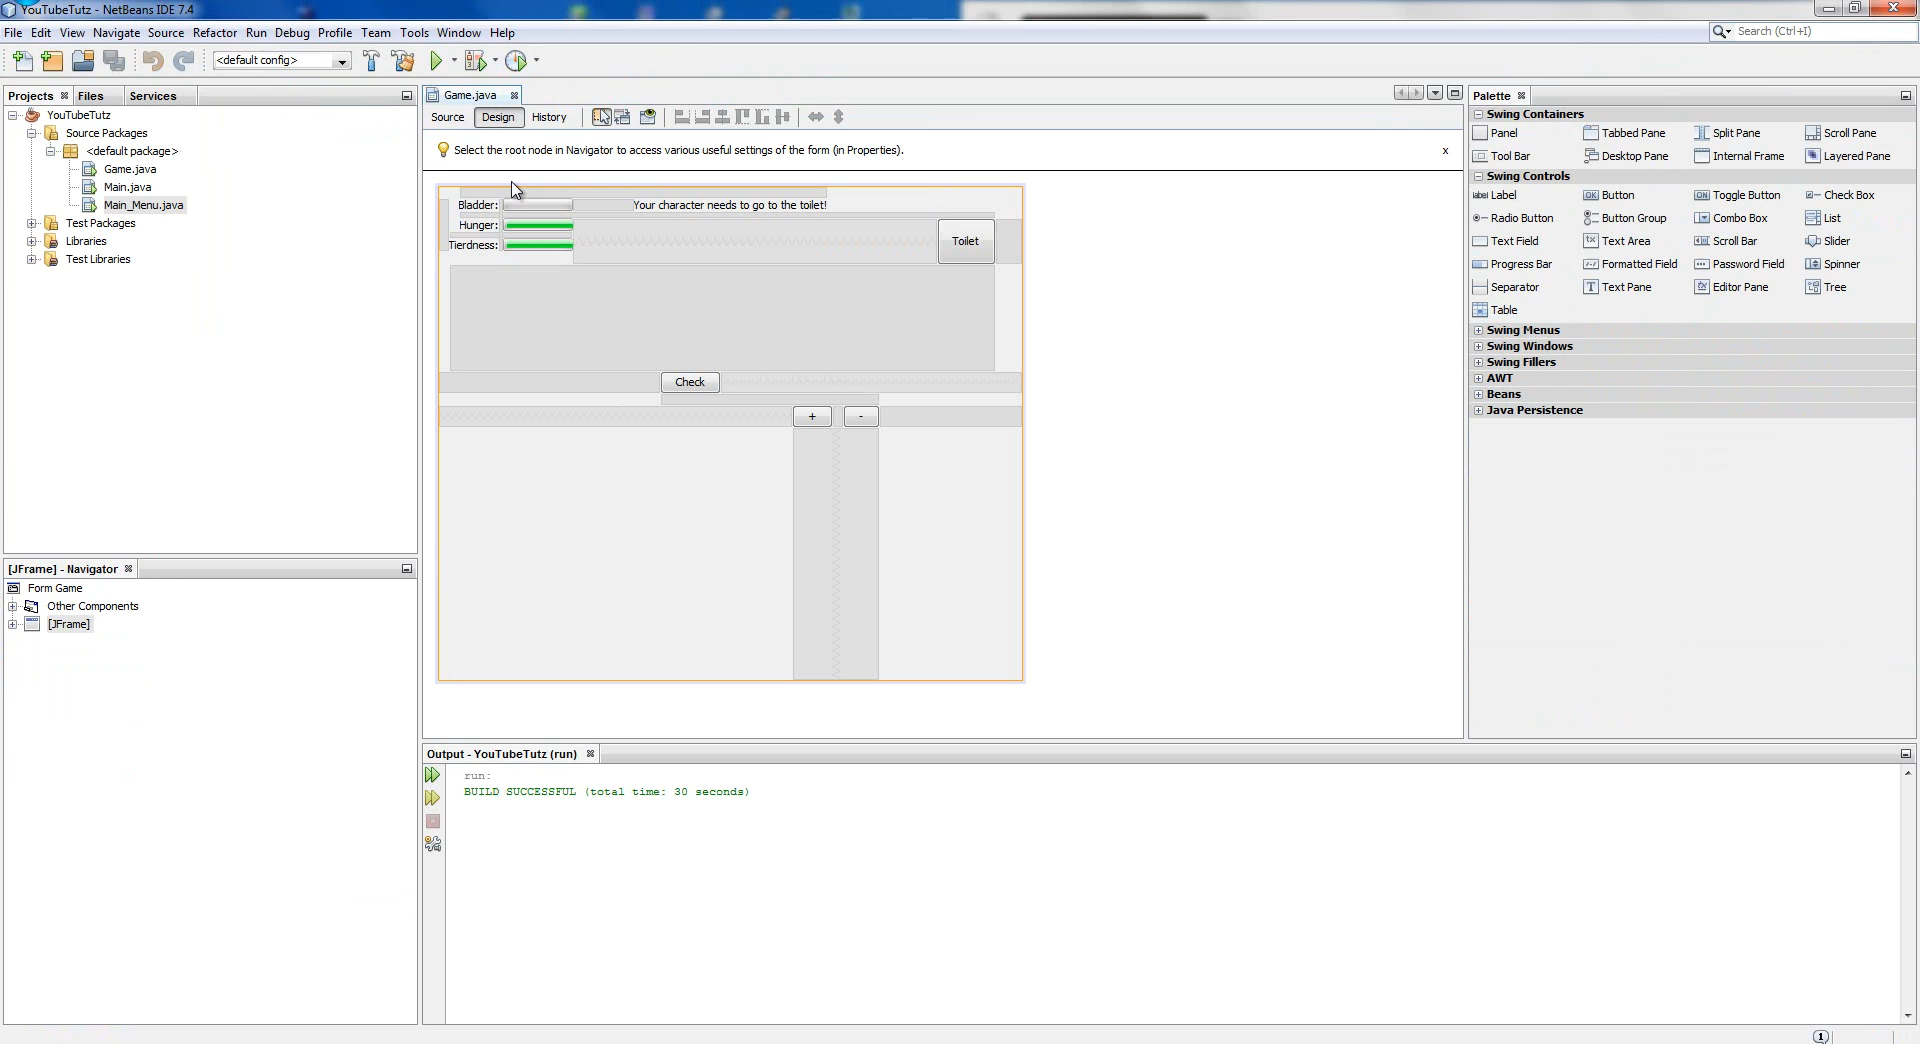 YouTubeTutz - NetBeans IDE 7.4
File Edit View Navigate Source Refactor Run Debug Profile Team Tools Window Help
Search (Ctrl+I)
<default config>
Projects Files Services
YouTubeTutz
Source Packages
<default package>
Game.java
Main.java
Main_Menu.java
Test Packages
Libraries
Test Libraries
[JFrame] - Navigator
Form Game
Other Components
[JFrame]
Game.java
Source Design History
Select the root node in Navigator to access various useful settings of the form (in Properties).
x
Bladder: Your character needs to go to the toilet!
Hunger:
Tierdness:
Toilet
Check
+ -
Output - YouTubeTutz (run)
run:
BUILD SUCCESSFUL (total time: 30 seconds)
Palette
Swing Containers
Panel Tabbed Pane Split Pane Scroll Pane
Tool Bar Desktop Pane Internal Frame Layered Pane
Swing Controls
label Label OK Button ON Toggle Button Check Box
Radio Button Button Group Combo Box List
Text Field Text Area Scroll Bar Slider
Progress Bar Formatted Field Password Field Spinner
Separator T Text Pane Editor Pane Tree
Table
Swing Menus
Swing Windows
Swing Fillers
AWT
Beans
Java Persistence
1